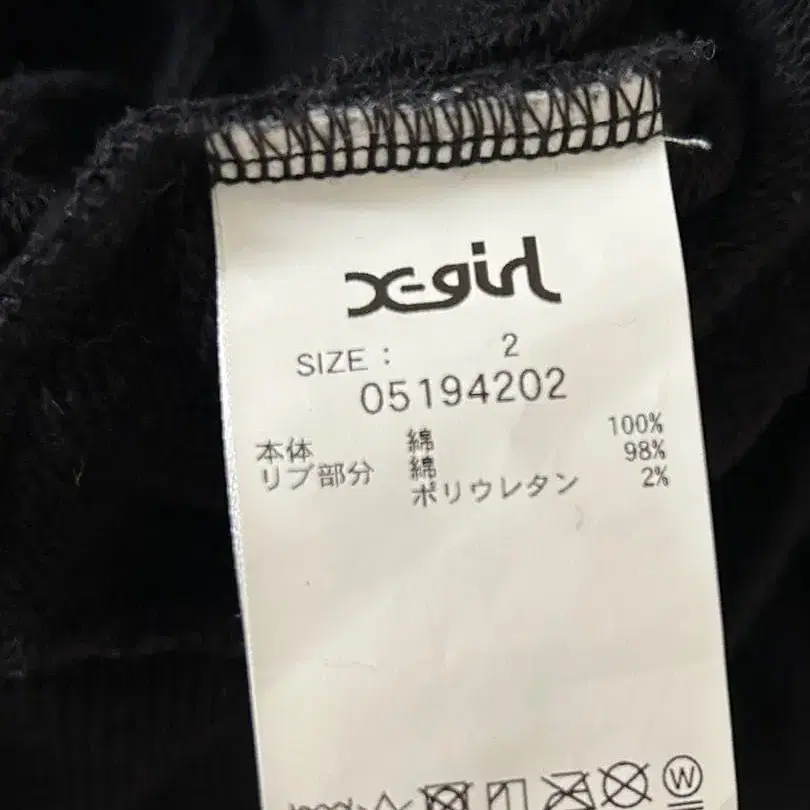 X-girl
SIZE : 2
05194202
本体 綿 100%
リブ部分 綿 98%
ポリウレタン 2%
W